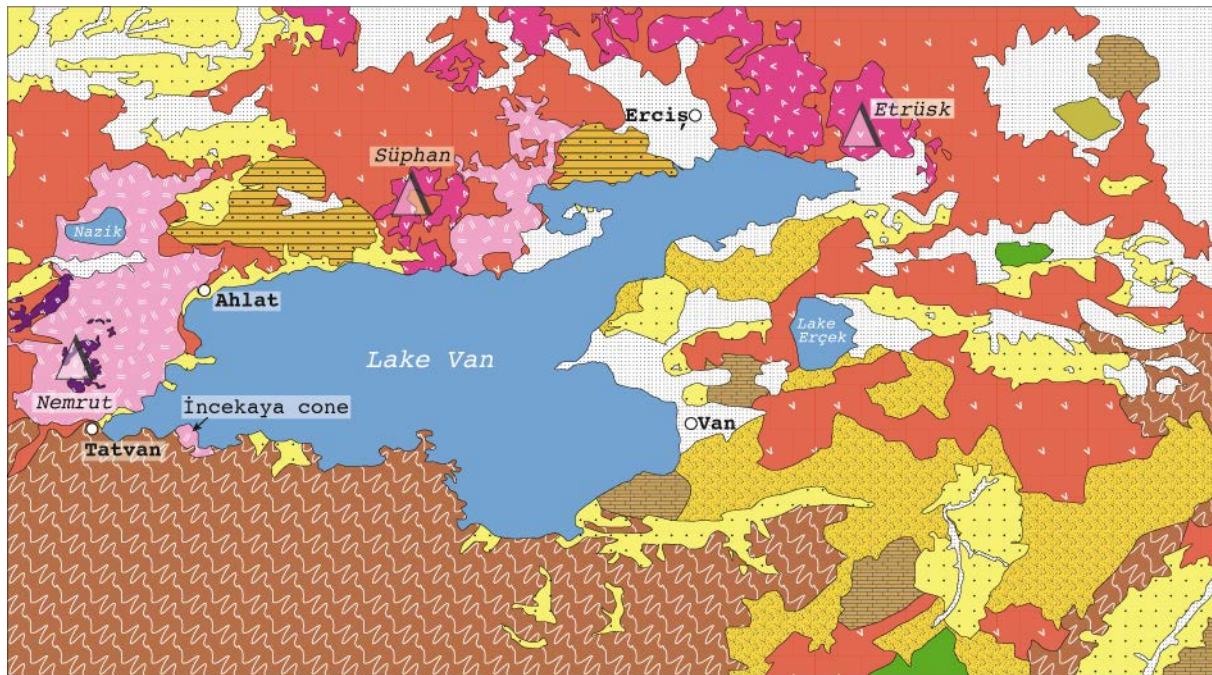 Etrüsk
Erciş
Süphan
Nazik
Ahlat
Lake
Erçek
Lake Van
Nemrut
İncekaya cone
Van
Tatvan